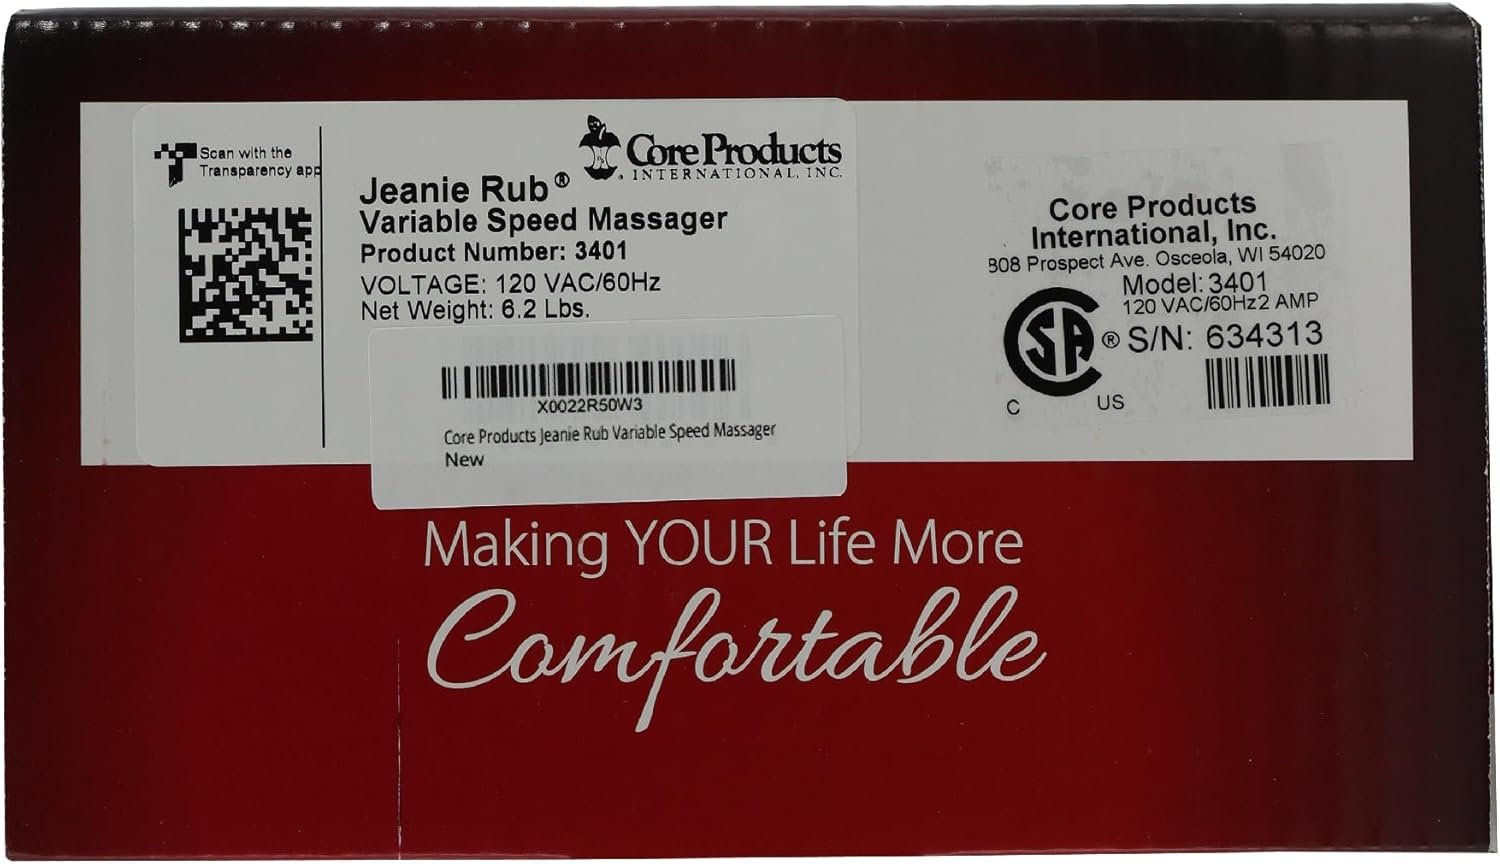 Scan with the
Transparency app
Core Products
INTERNATIONAL, INC.
Jeanie Rub®
Variable Speed Massager
Product Number: 3401
VOLTAGE: 120 VAC/60Hz
Net Weight: 6.2 Lbs.
X0022R50W3
Core Products Jeanie Rub Variable Speed Massager
New
Core Products
International, Inc.
808 Prospect Ave. Osceola, WI 54020
Model: 3401
120 VAC/60Hz2 AMP
SA ® S/N: 634313
C US
Making YOUR Life More
Comfortable